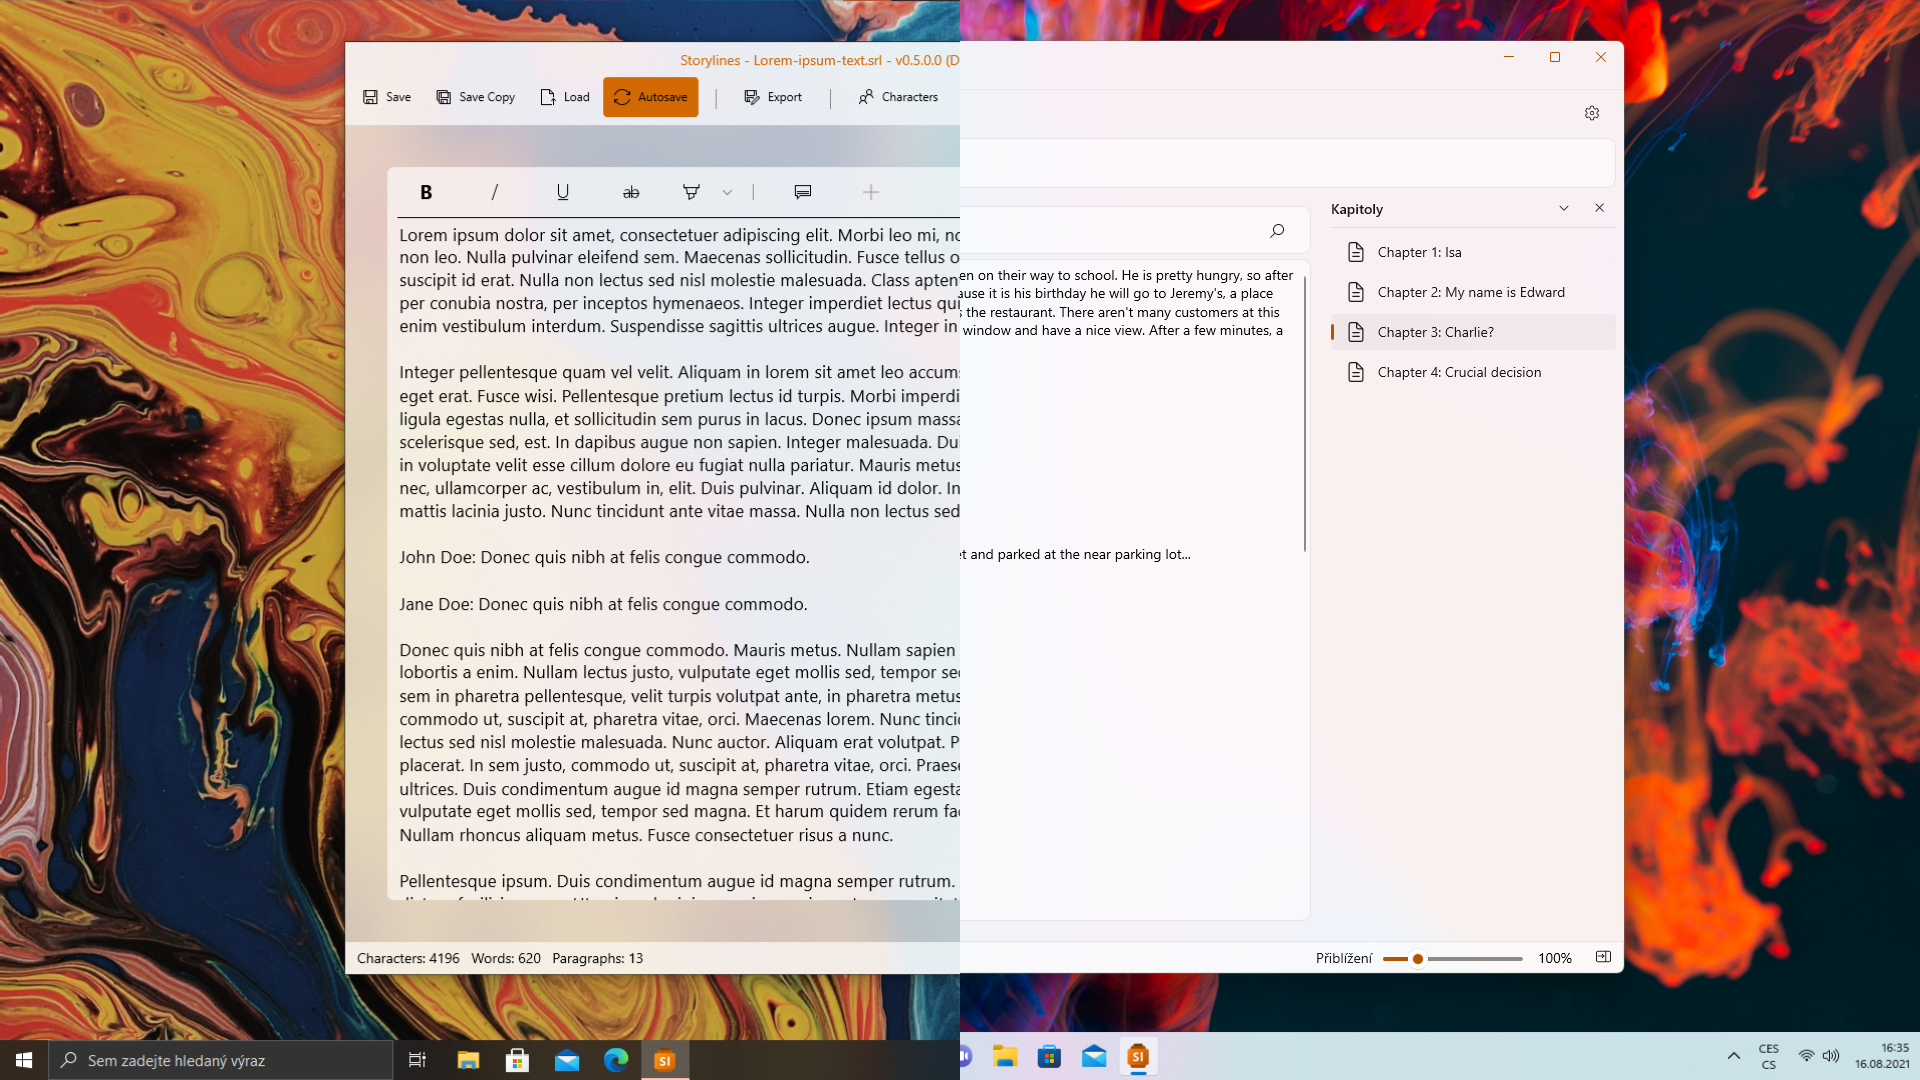 Storylines - Lorem-ipsum-text.srl - v0.5.0.0 (D
Save
Save Copy
Load
Autosave
Export
Characters
B
I
U
ab
Lorem ipsum dolor sit amet, consectetuer adipiscing elit. Morbi leo mi, no
non leo. Nulla pulvinar eleifend sem. Maecenas sollicitudin. Fusce tellus o
suscipit id erat. Nulla non lectus sed nisl molestie malesuada. Class apten
per conubia nostra, per inceptos hymenaeos. Integer imperdiet lectus qui
enim vestibulum interdum. Suspendisse sagittis ultrices augue. Integer in
Integer pellentesque quam vel velit. Aliquam in lorem sit amet leo accums
eget erat. Fusce wisi. Pellentesque pretium lectus id turpis. Morbi imperdi
ligula egestas nulla, et sollicitudin sem purus in lacus. Donec ipsum massa
scelerisque sed, est. In dapibus augue non sapien. Integer malesuada. Dui
in voluptate velit esse cillum dolore eu fugiat nulla pariatur. Mauris metus
nec, ullamcorper ac, vestibulum in, elit. Duis pulvinar. Aliquam id dolor. In
mattis lacinia justo. Nunc tincidunt ante vitae massa. Nulla non lectus sed
John Doe: Donec quis nibh at felis congue commodo.
Jane Doe: Donec quis nibh at felis congue commodo.
Donec quis nibh at felis congue commodo. Mauris metus. Nullam sapien
lobortis a enim. Nullam lectus justo, vulputate eget mollis sed, tempor sed
sem in pharetra pellentesque, velit turpis volutpat ante, in pharetra metus
commodo ut, suscipit at, pharetra vitae, orci. Maecenas lorem. Nunc tincid
lectus sed nisl molestie malesuada. Nunc auctor. Aliquam erat volutpat. P
placerat. In sem justo, commodo ut, suscipit at, pharetra vitae, orci. Praese
ultrices. Duis condimentum augue id magna semper rutrum. Etiam egesta
vulputate eget mollis sed, tempor sed magna. Et harum quidem rerum fac
Nullam rhoncus aliquam metus. Fusce consectetuer risus a nunc.
Pellentesque ipsum. Duis condimentum augue id magna semper rutrum.
Characters: 4196 Words: 620 Paragraphs: 13
en on their way to school. He is pretty hungry, so after
ause it is his birthday he will go to Jeremy's, a place
s the restaurant. There aren't many customers at this
window and have a nice view. After a few minutes, a
et and parked at the near parking lot...
Kapitoly
Chapter 1: Isa
Chapter 2: My name is Edward
Chapter 3: Charlie?
Chapter 4: Crucial decision
Přiblížení
100%
Sem zadejte hledaný výraz
SI
SI
CES
CS
16:35
16.08.2021